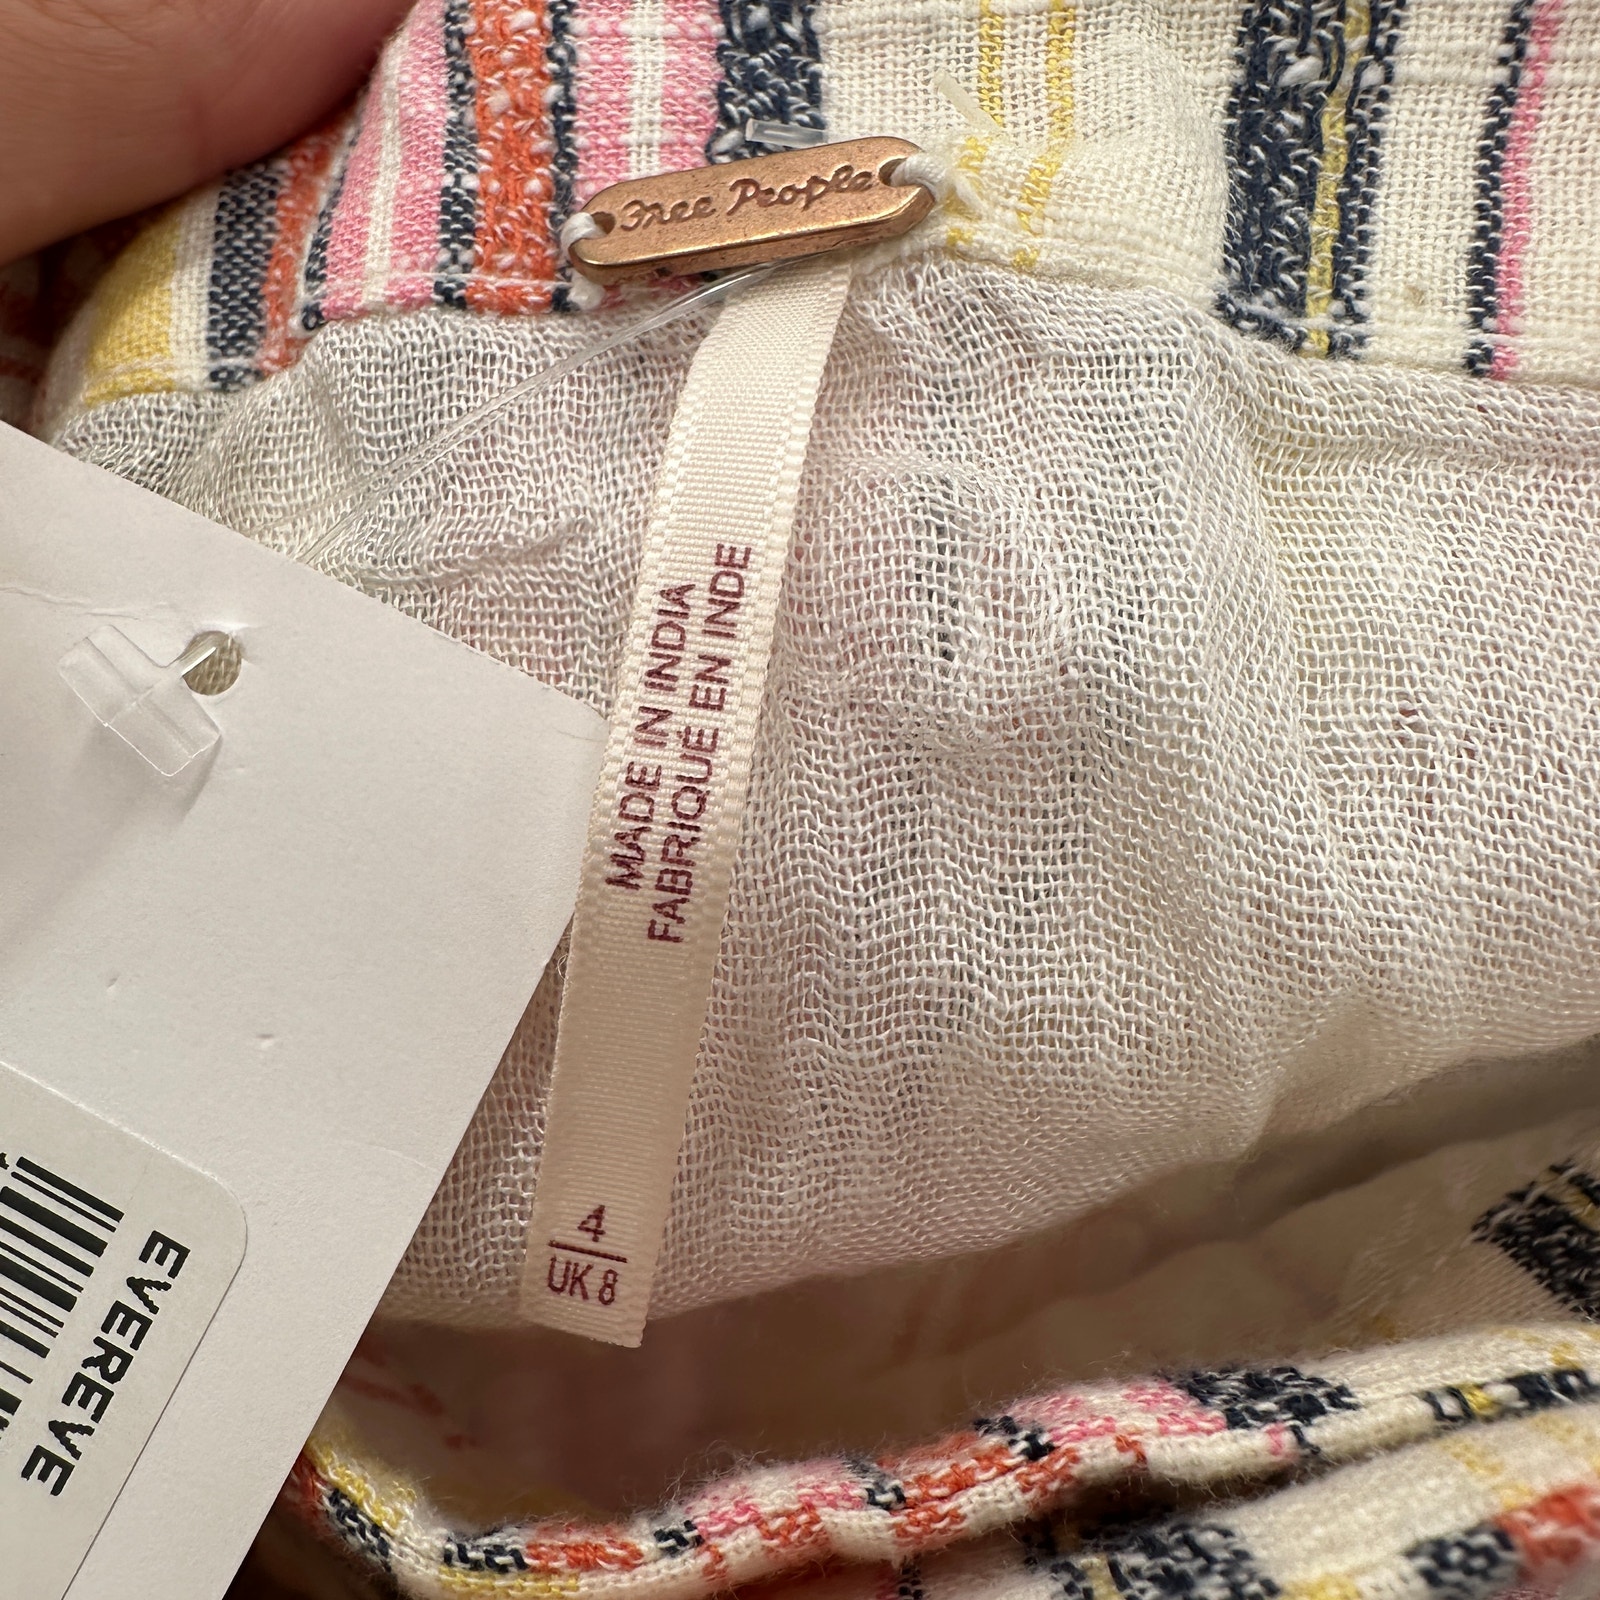 Free People
MADE IN INDIA
FABRIQUÉ EN INDE
4
UK 8
EVEREVE